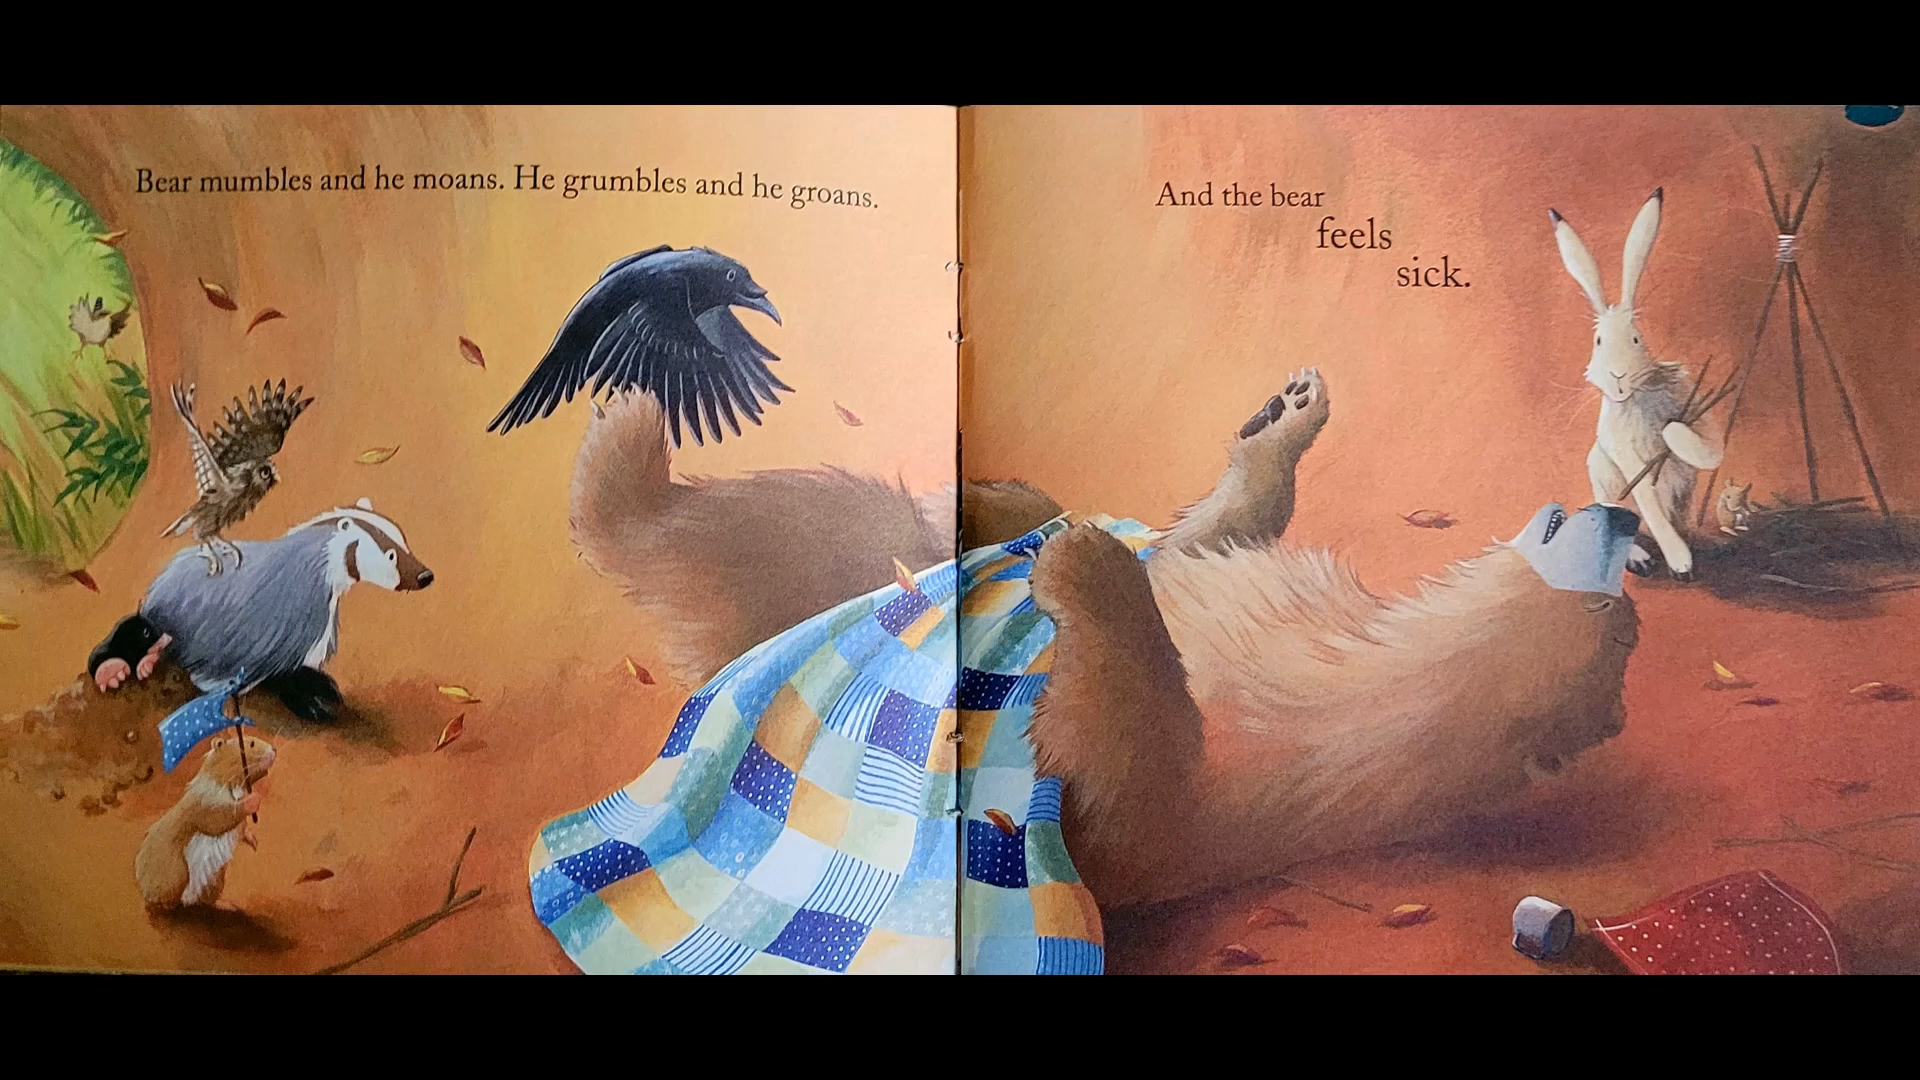 Bear mumbles and he moans. He grumbles and he groans.
And the bear
feels
sick.